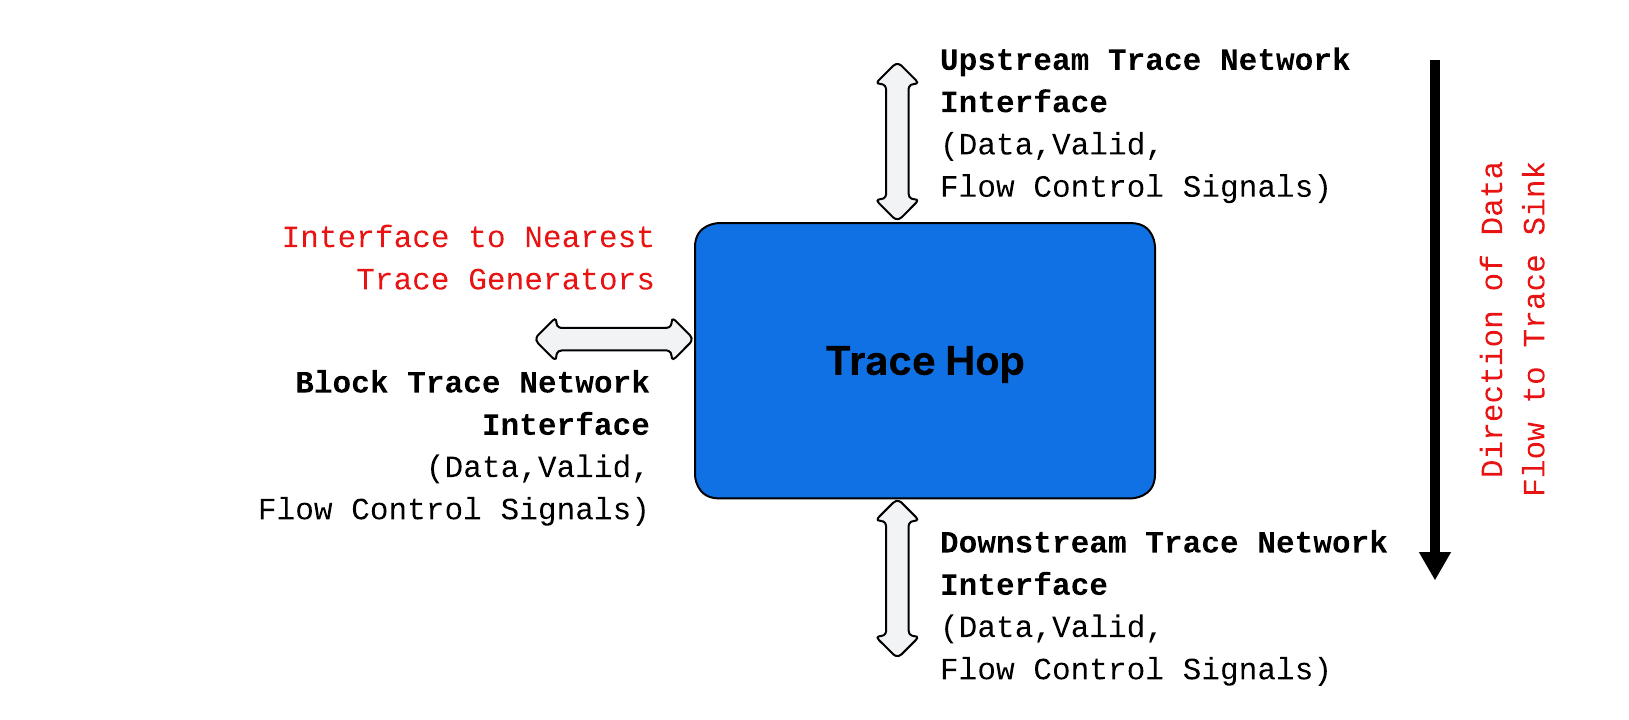 Upstream Trace Network
Interface
(Data,Valid,
Flow Control Signals)
Interface to Nearest
Trace Generators
Trace Hop
Block Trace Network
Interface
(Data,Valid,
Flow Control Signals)
Downstream Trace Network
Interface
(Data,Valid,
Flow Control Signals)
Direction of Data
Flow to Trace Sink